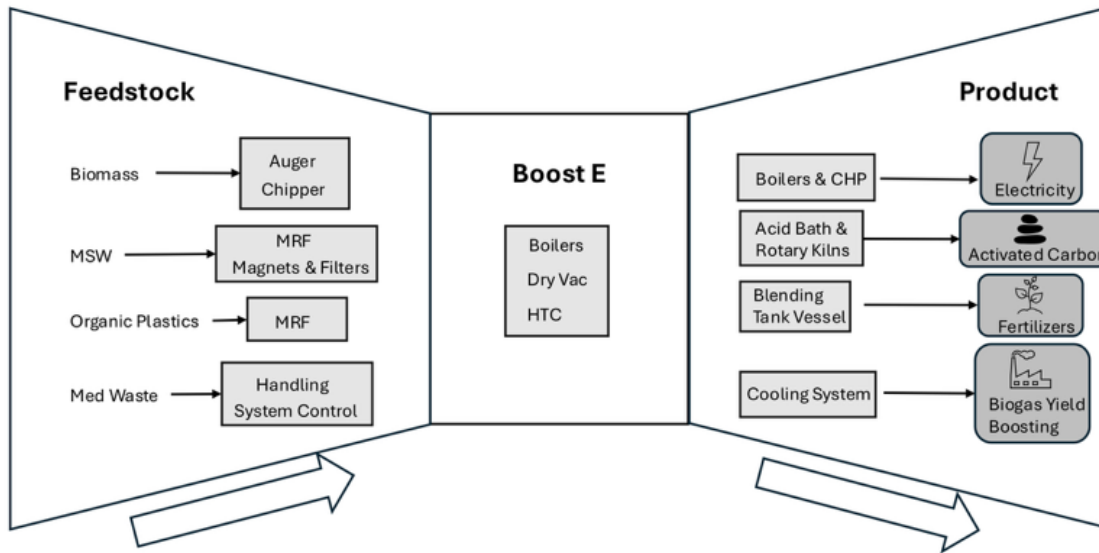 Feedstock
Biomass
Auger
Chipper
MSW
MRF
Magnets & Filters
Organic Plastics
MRF
Med Waste
Handling
System Control
Boost E
Boilers
Dry Vac
HTC
Product
Boilers & CHP
Electricity
Acid Bath &
Rotary Kilns
Activated Carbon
Blending
Tank Vessel
Fertilizers
Cooling System
Biogas Yield
Boosting